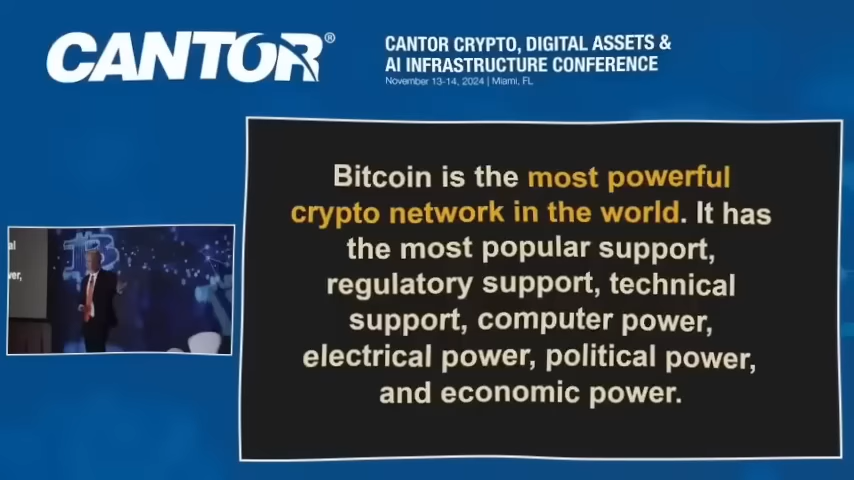 CANTOR®
CANTOR CRYPTO, DIGITAL ASSETS &
AI INFRASTRUCTURE CONFERENCE
November 13-14, 2024 | Miami, FL
Bitcoin is the most powerful
crypto network in the world. It has
the most popular support,
regulatory support, technical
support, computer power,
electrical power, political power,
and economic power.
al
wer,